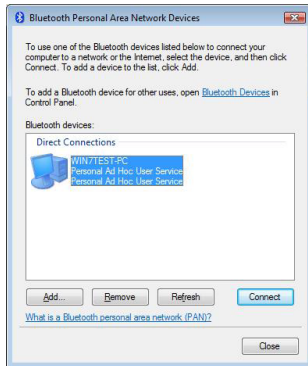 Bluetooth Personal Area Network Devices
To use one of the Bluetooth devices listed below to connect your
computer to a network or the Internet, select the device, and then click
Connect. To add a device to the list, click Add.
To add a Bluetooth device for other uses, open Bluetooth Devices in
Control Panel.
Bluetooth devices:
Direct Connections
WIN7TEST-PC
Personal Ad Hoc User Service
Personal Ad Hoc User Service
Add... Remove Refresh Connect
What is a Bluetooth personal area network (PAN)?
Close